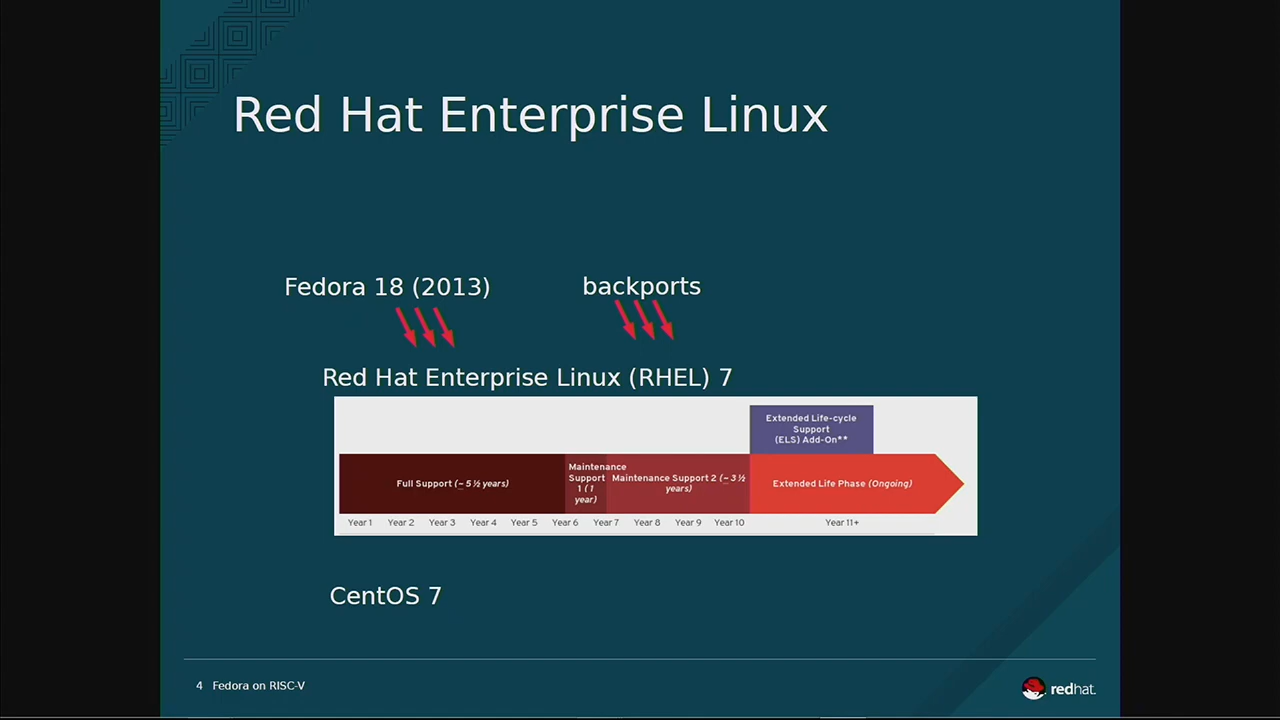 Red Hat Enterprise Linux
Fedora 18 (2013)
backports
Red Hat Enterprise Linux (RHEL) 7
Extended Life-cycle
Support
(ELS) Add-On**
Full Support (~ 5 ½ years)
Maintenance
Support
1 (1
year)
Maintenance Support 2 (~ 3 ½
years)
Extended Life Phase (Ongoing)
Year 1 Year 2 Year 3 Year 4 Year 5 Year 6 Year 7 Year 8 Year 9 Year 10 Year 11+
CentOS 7
4 Fedora on RISC-V
redhat.